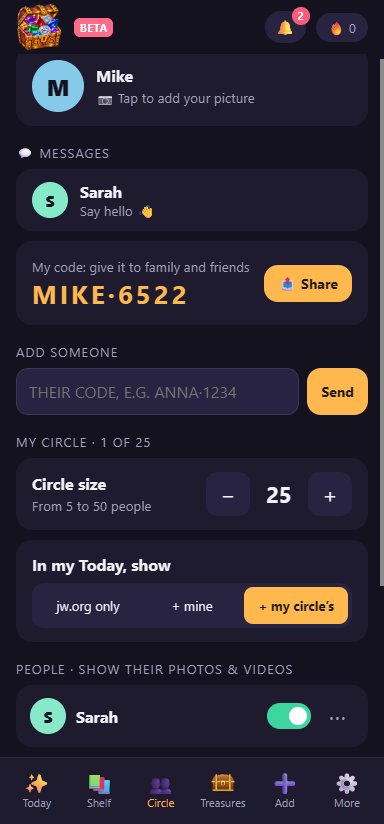 BETA
2
0
M
Mike
Tap to add your picture
MESSAGES
S
Sarah
Say hello
My code: give it to family and friends
MIKE·6522
Share
ADD SOMEONE
THEIR CODE, E.G. ANNA·1234
Send
MY CIRCLE · 1 OF 25
Circle size
From 5 to 50 people
− 25 +
In my Today, show
jw.org only + mine + my circle's
PEOPLE · SHOW THEIR PHOTOS & VIDEOS
S
Sarah
Today Shelf Circle Treasures Add More